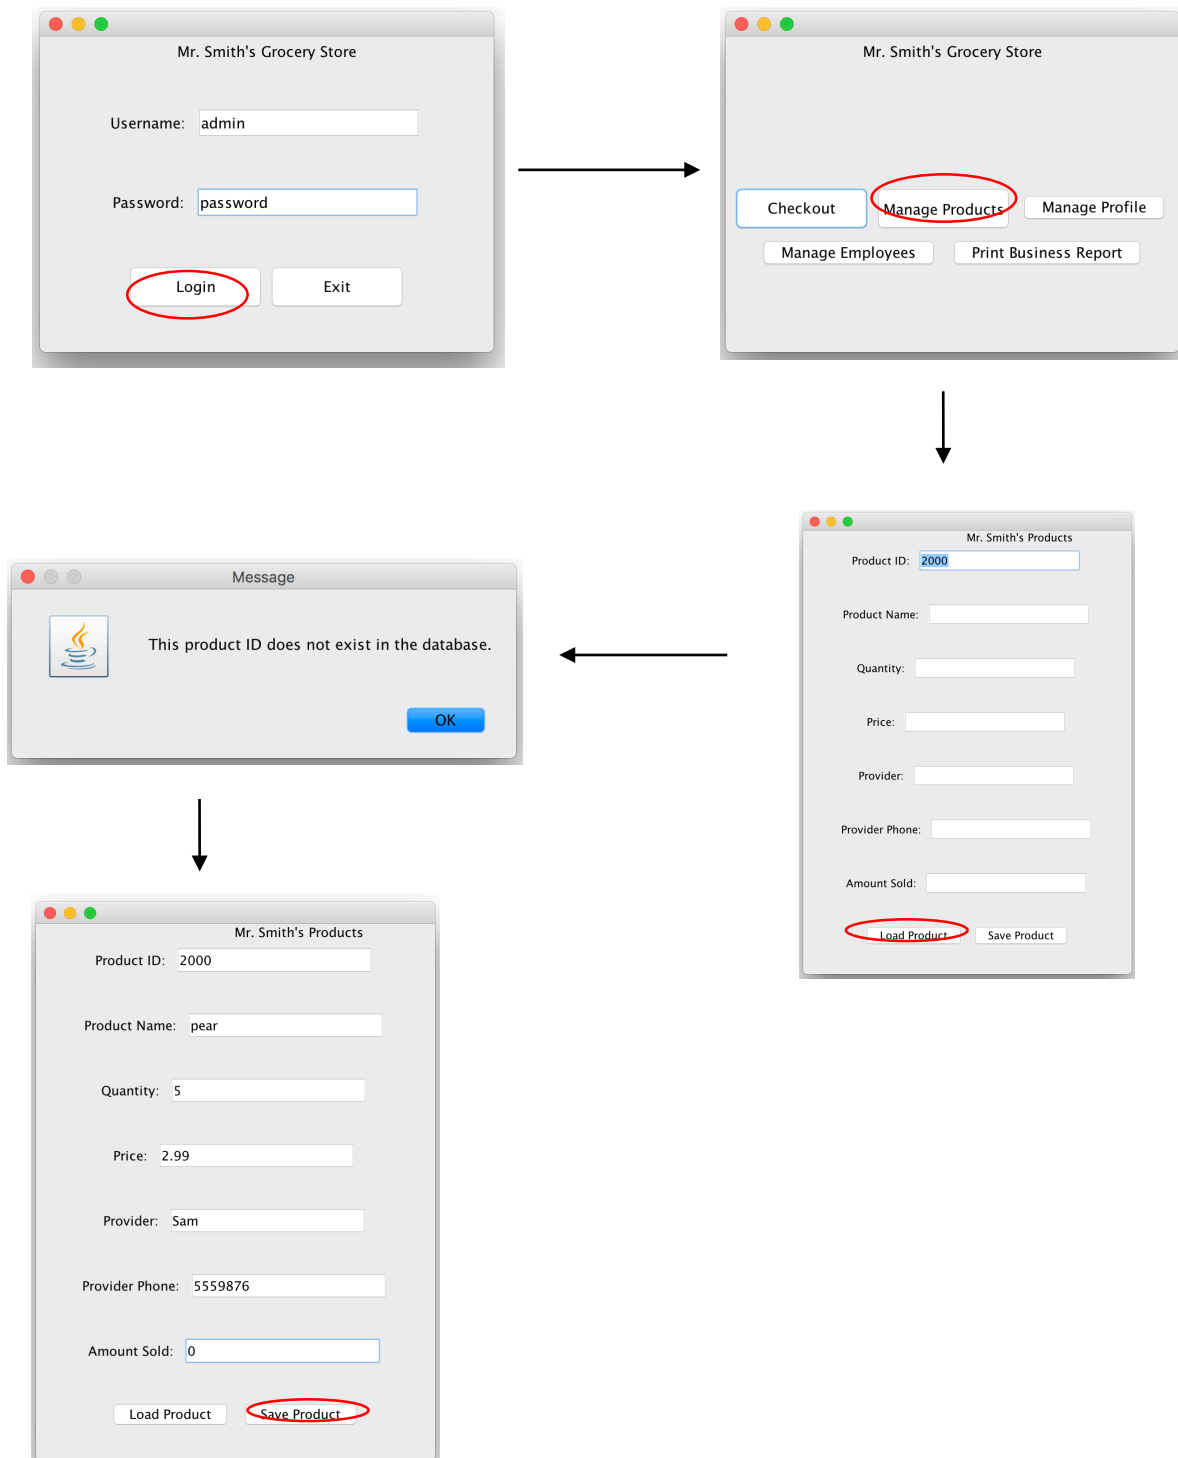 Mr. Smith's Grocery Store
Username: admin
Password: password
Login Exit
Mr. Smith's Grocery Store
Checkout Manage Products Manage Profile
Manage Employees Print Business Report
Mr. Smith's Products
Product ID: 2000
Product Name:
Quantity:
Price:
Provider:
Provider Phone:
Amount Sold:
Load Product Save Product
Message
This product ID does not exist in the database.
OK
Mr. Smith's Products
Product ID: 2000
Product Name: pear
Quantity: 5
Price: 2.99
Provider: Sam
Provider Phone: 5559876
Amount Sold: 0
Load Product Save Product